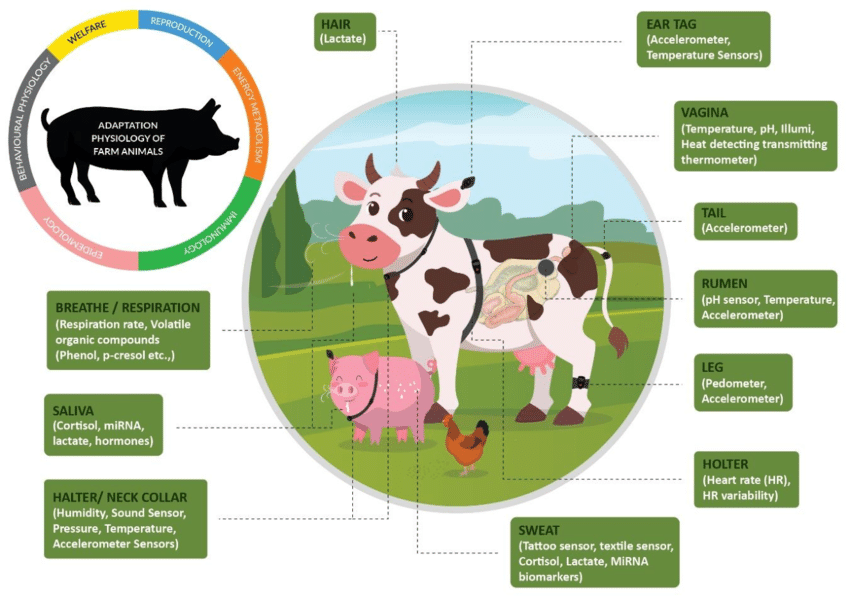 WELFARE
REPRODUCTION
ENERGY METABOLISM
IMMUNOLOGY
EPIDEMIOLOGY
BEHAVIOURAL PHYSIOLOGY
ADAPTATION
PHYSIOLOGY OF
FARM ANIMALS
HAIR
(Lactate)
EAR TAG
(Accelerometer,
Temperature Sensors)
VAGINA
(Temperature, pH, Illumi,
Heat detecting transmitting
thermometer)
TAIL
(Accelerometer)
RUMEN
(pH sensor, Temperature,
Accelerometer)
LEG
(Pedometer,
Accelerometer)
HOLTER
(Heart rate (HR),
HR variability)
SWEAT
(Tattoo sensor, textile sensor,
Cortisol, Lactate, MiRNA
biomarkers)
BREATHE / RESPIRATION
(Respiration rate, Volatile
organic compounds
(Phenol, p-cresol etc.,)
SALIVA
(Cortisol, miRNA,
lactate, hormones)
HALTER/ NECK COLLAR
(Humidity, Sound Sensor,
Pressure, Temperature,
Accelerometer Sensors)